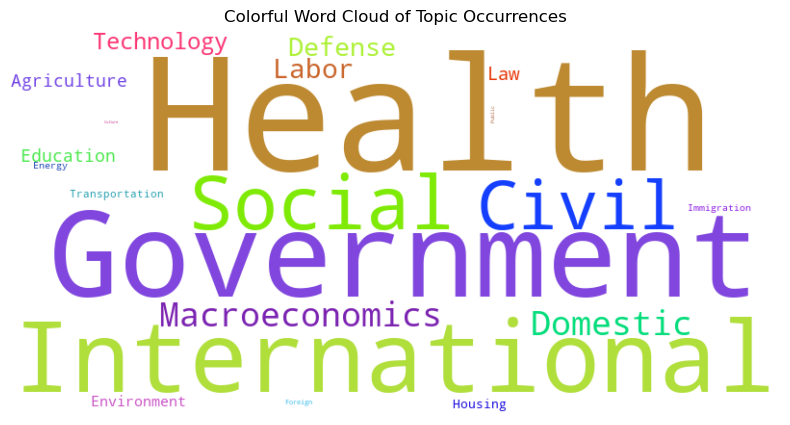 Colorful Word Cloud of Topic Occurrences
Technology
Defense
Labor
Law
Agriculture
Health
Public
Education
Energy
Transportation
Social
Civil
Immigration
Government
Macroeconomics
Domestic
International
Environment
Foreign
Housing